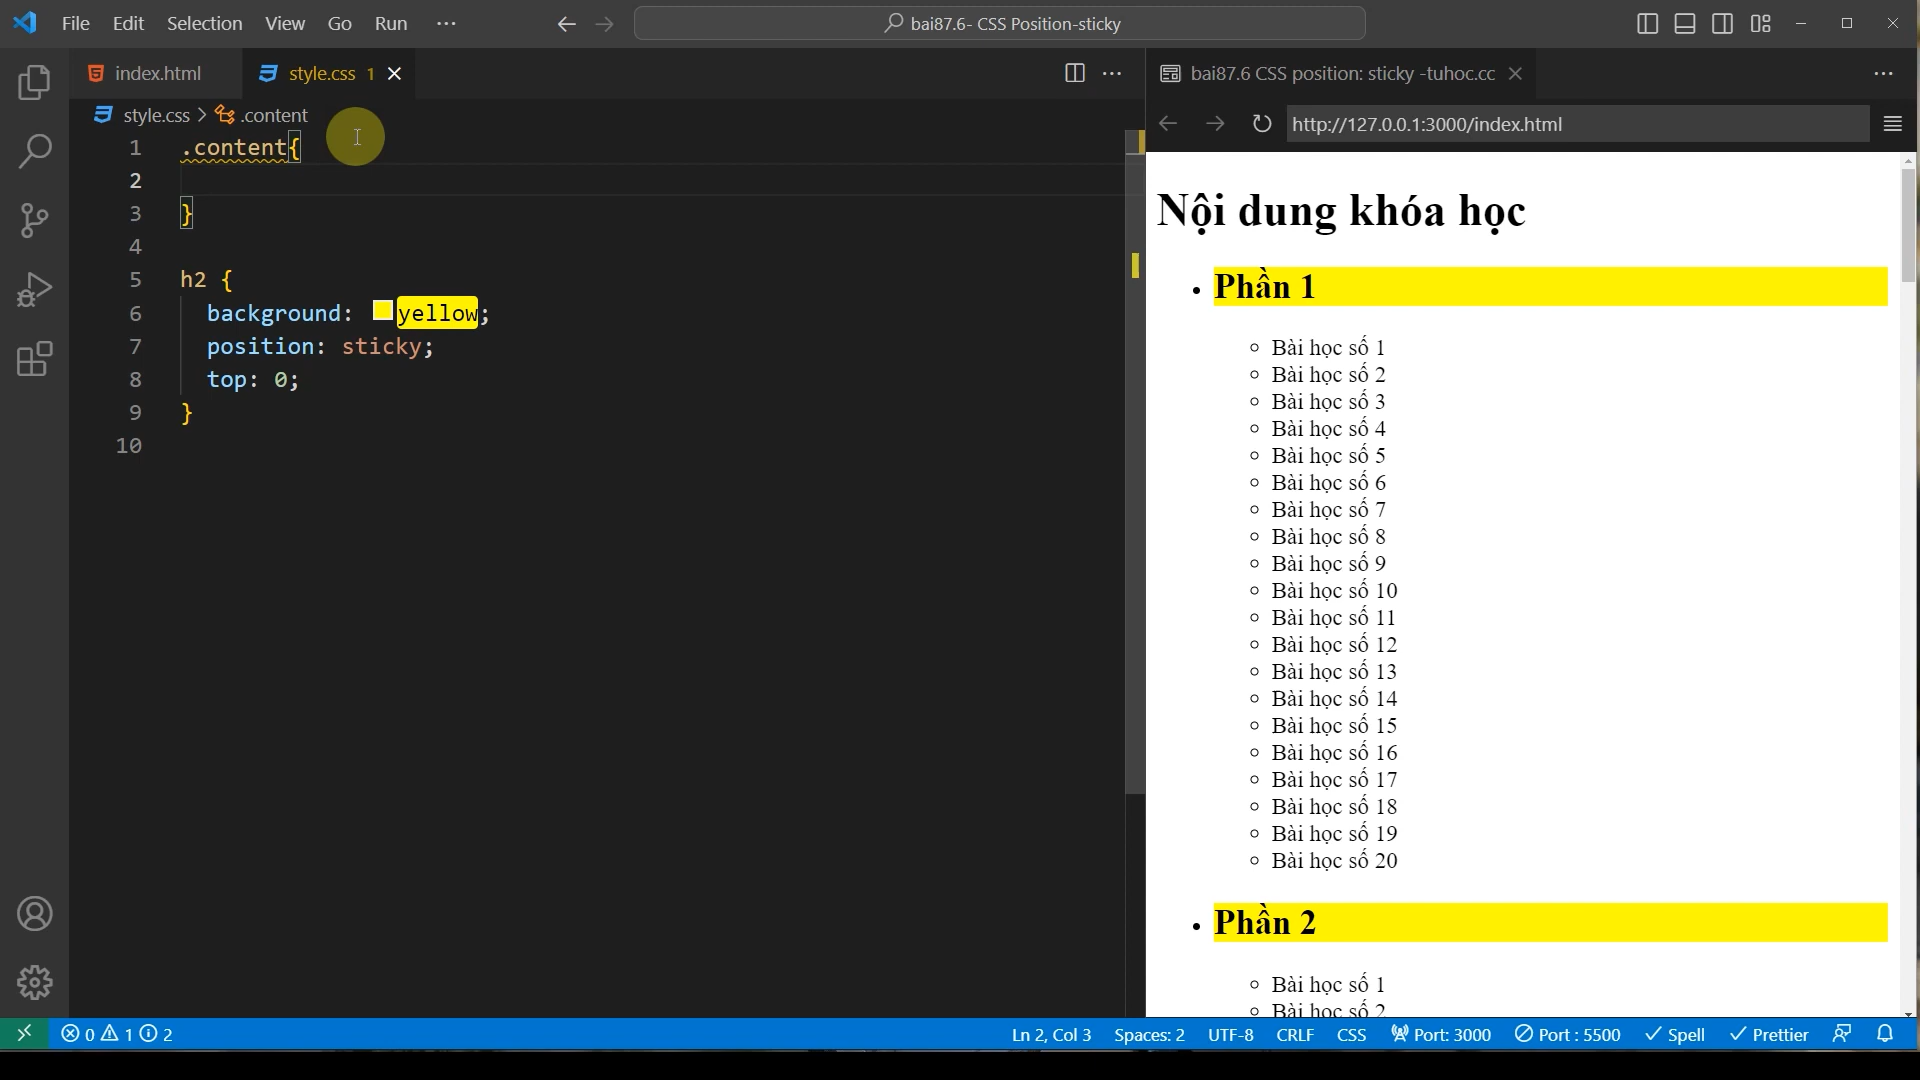 File Edit Selection View Go Run ···
bai87.6- CSS Position-sticky
index.html
style.css 1
bai87.6 CSS position: sticky -tuhoc.cc
style.css > .content
http://127.0.0.1:3000/index.html
1 .content{
2
3 }
4
5 h2 {
6 background: yellow;
7 position: sticky;
8 top: 0;
9 }
10
Nội dung khóa học
Phần 1
Bài học số 1
Bài học số 2
Bài học số 3
Bài học số 4
Bài học số 5
Bài học số 6
Bài học số 7
Bài học số 8
Bài học số 9
Bài học số 10
Bài học số 11
Bài học số 12
Bài học số 13
Bài học số 14
Bài học số 15
Bài học số 16
Bài học số 17
Bài học số 18
Bài học số 19
Bài học số 20
Phần 2
Bài học số 1
Bài học số 2
0 1 2 Ln 2, Col 3 Spaces: 2 UTF-8 CRLF CSS Port: 3000 Port : 5500 Spell Prettier